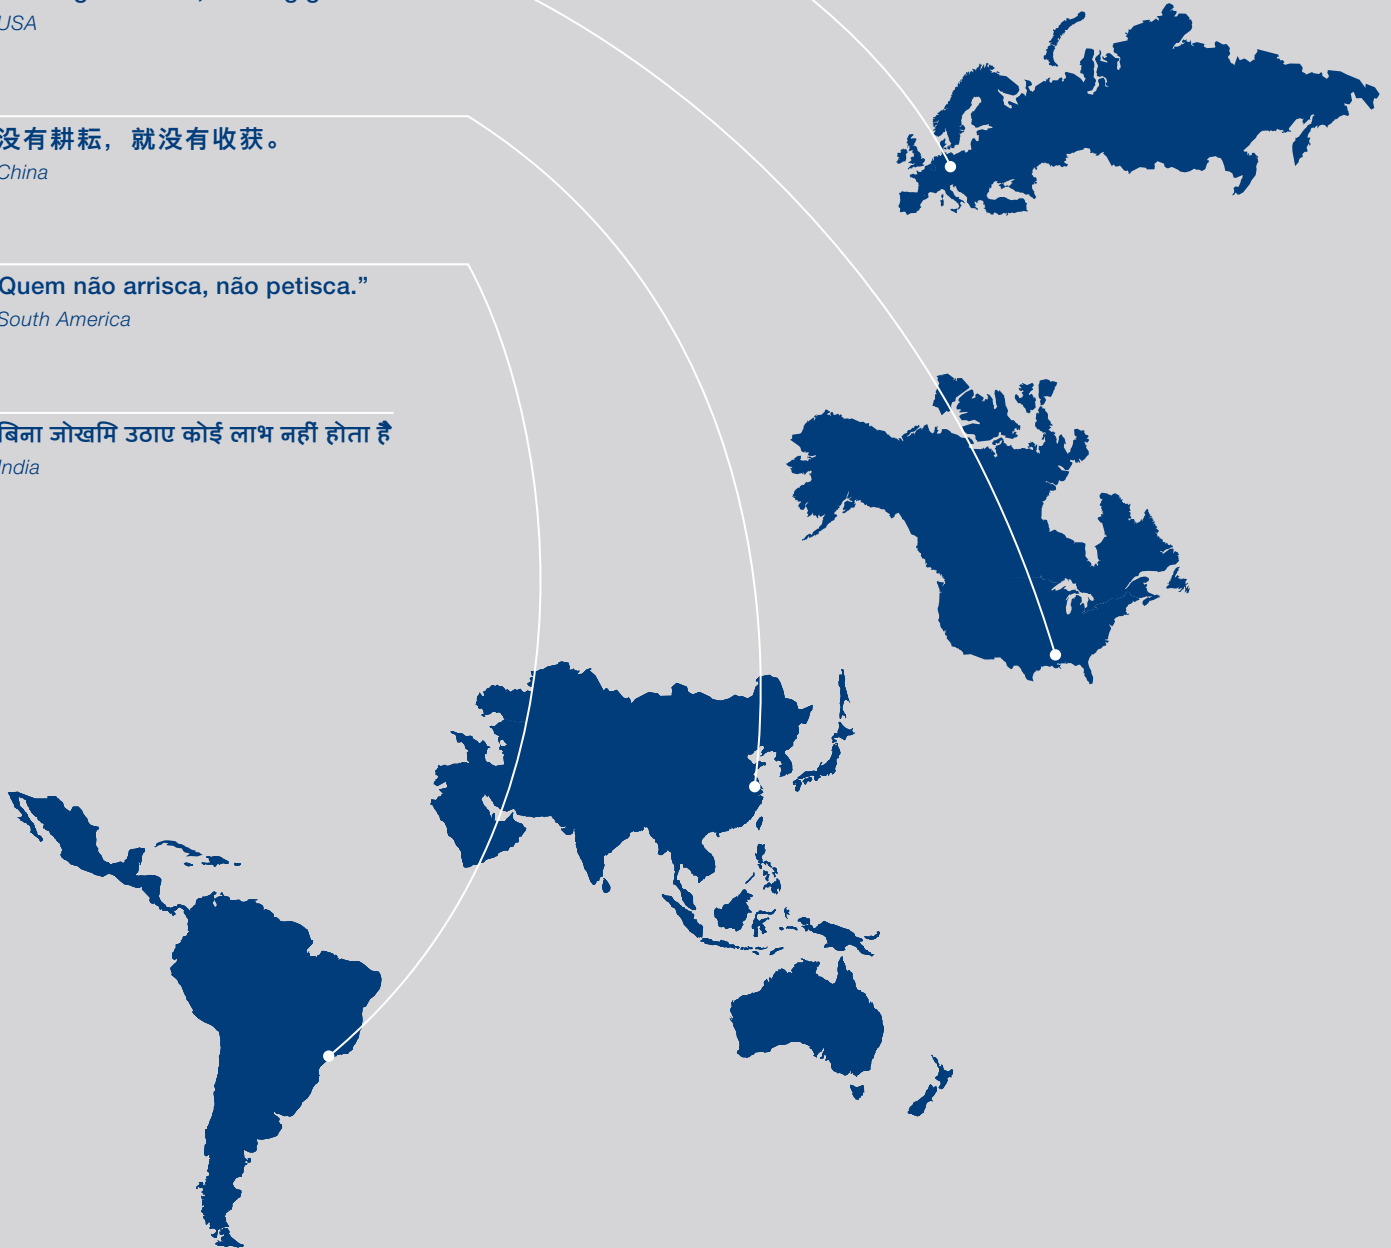 USA
没有耕耘，就没有收获。
China
Quem não arrisca, não petisca.”
South America
बिना जोखमि उठाए कोई लाभ नहीं होता है
India